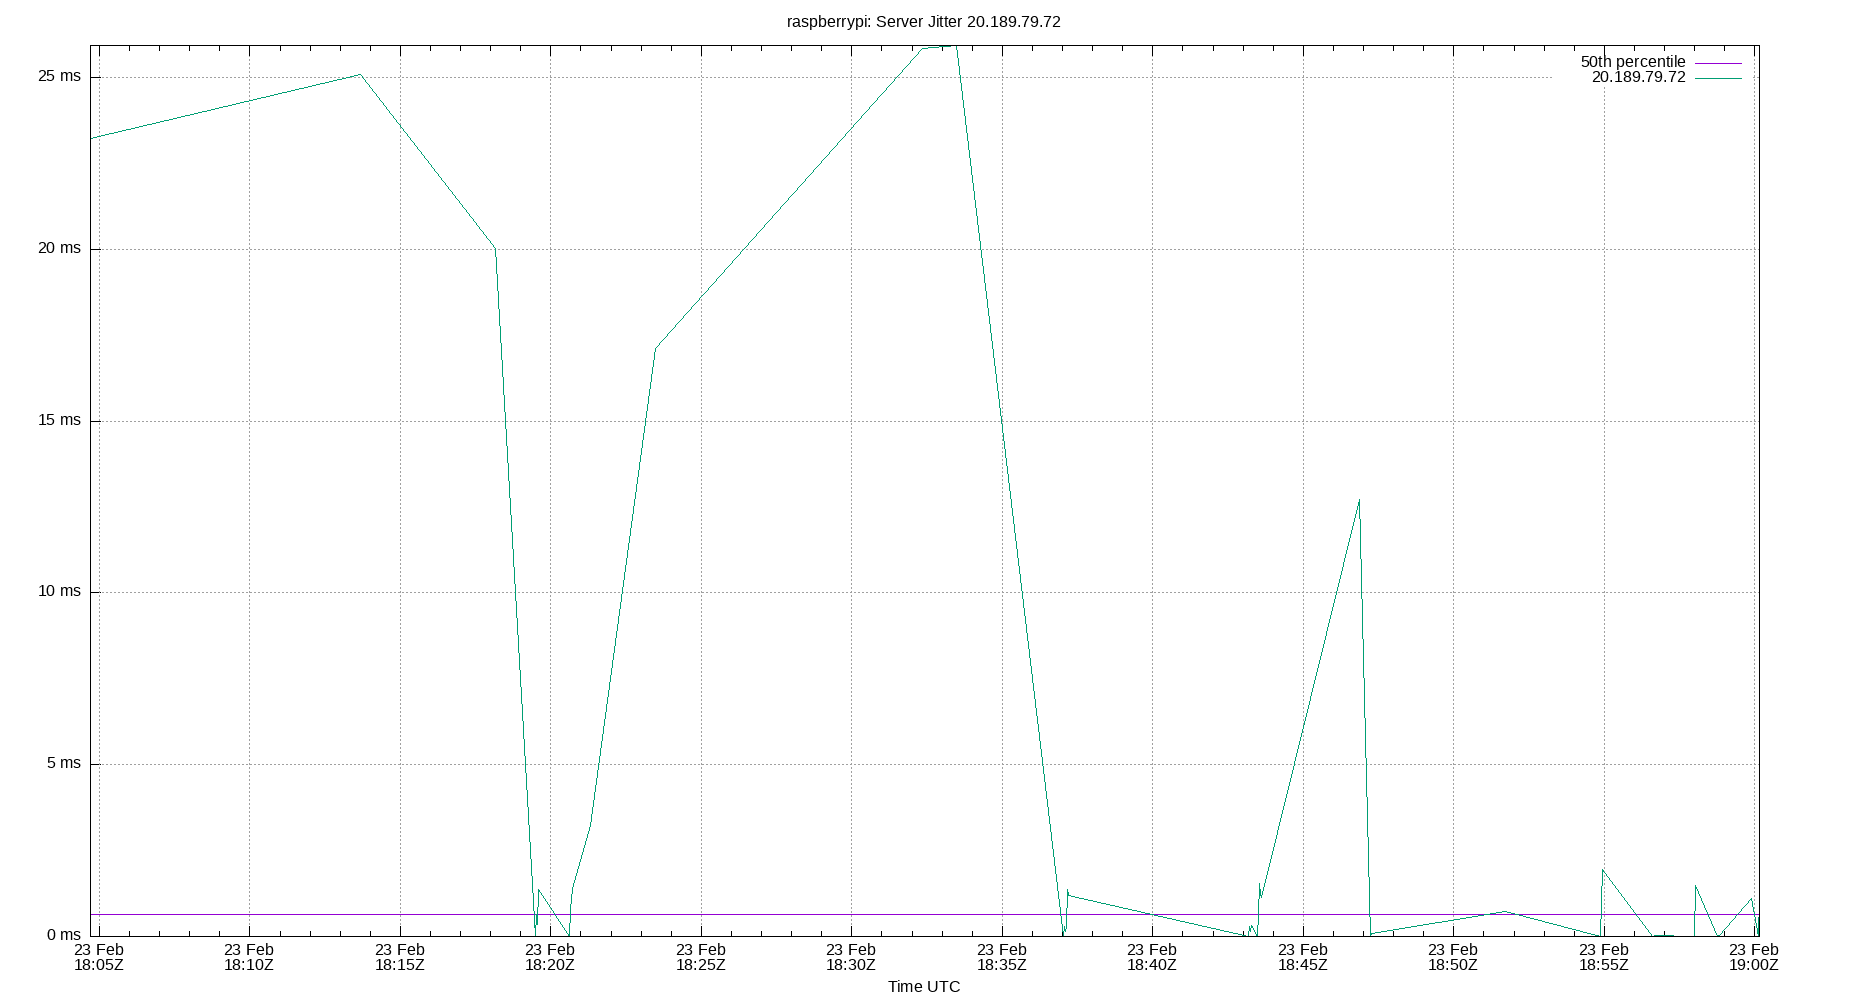 raspberrypi: Server Jitter 20.189.79.72
50th percentile
20.189.79.72
25 ms
20 ms
15 ms
10 ms
5 ms
0 ms
23 Feb 23 Feb 23 Feb 23 Feb 23 Feb 23 Feb 23 Feb 23 Feb 23 Feb 23 Feb 23 Feb 23 Feb
18:05Z 18:10Z 18:15Z 18:20Z 18:25Z 18:30Z 18:35Z 18:40Z 18:45Z 18:50Z 18:55Z 19:00Z
Time UTC